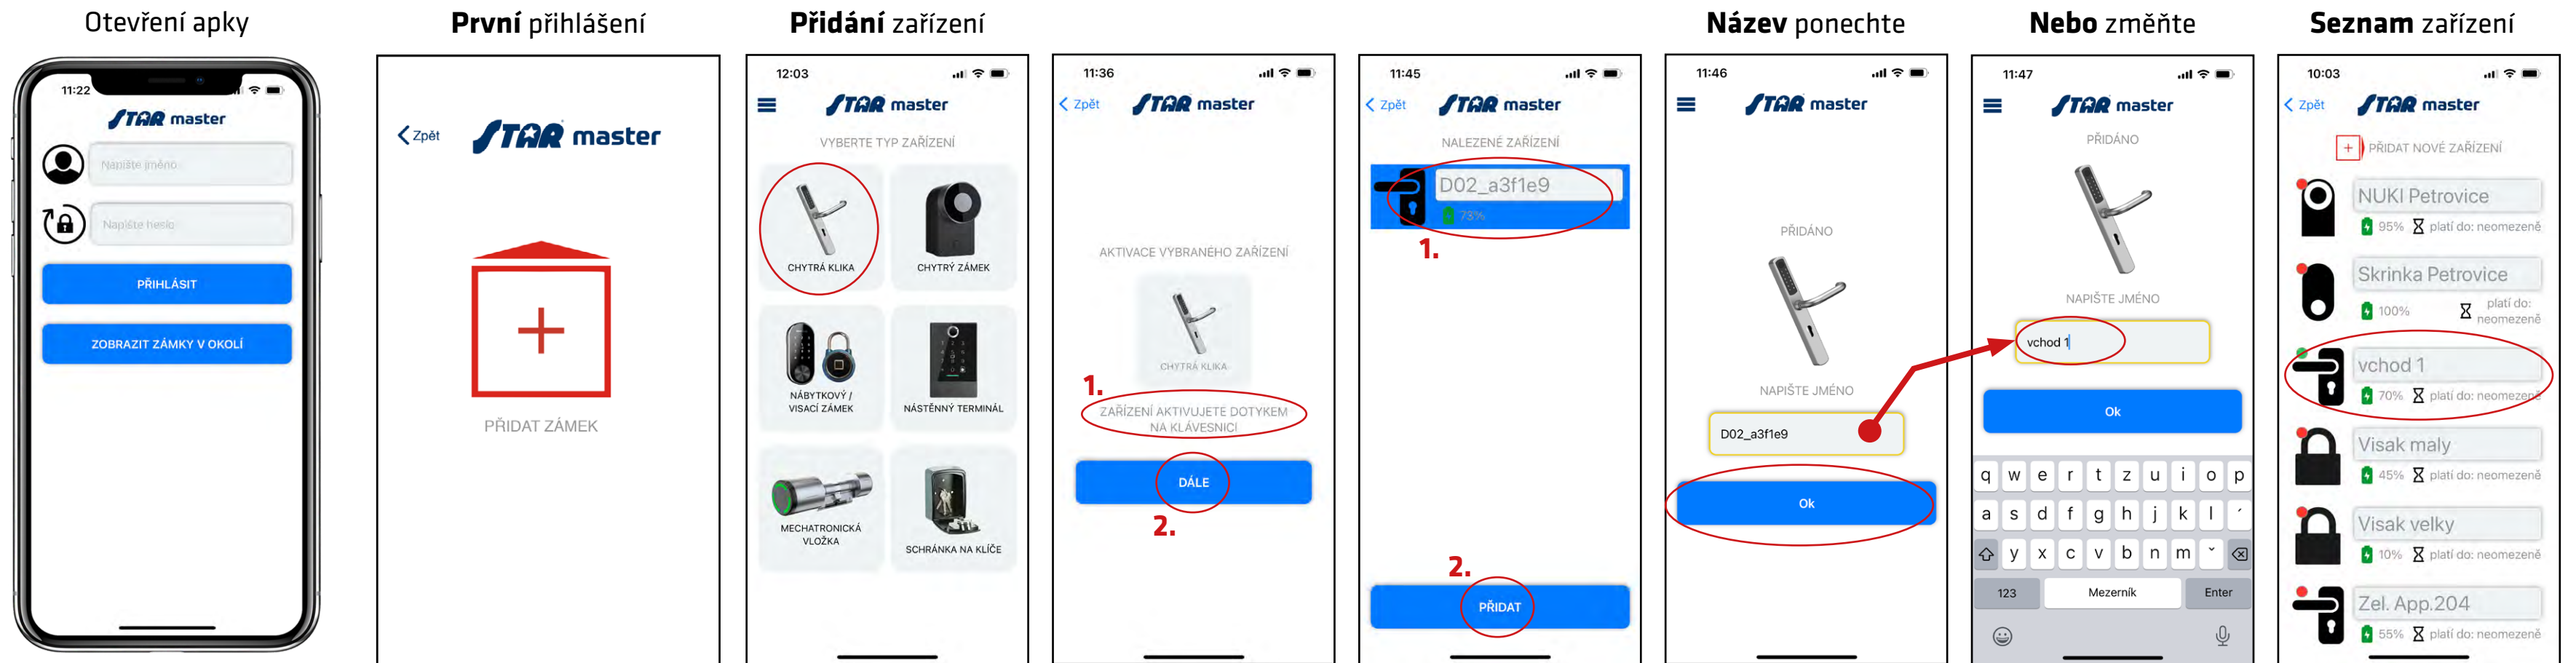 Otevření apky
První přihlášení
Přidání zařízení
Název ponechte
Nebo změňte
Seznam zařízení
11:22
STAR master
Napište jméno
Napište heslo
PŘIHLÁSIT
ZOBRAZIT ZÁMKY V OKOLÍ
Zpět
STAR master
PŘIDAT ZÁMEK
12:03
STAR master
VYBERTE TYP ZAŘÍZENÍ
CHYTRÁ KLIKA
CHYTRÝ ZÁMEK
NÁBYTKOVÝ /
VISACÍ ZÁMEK
NÁSTĚNNÝ TERMINÁL
MECHATRONICKÁ
VLOŽKA
SCHRÁNKA NA KLÍČE
11:36
Zpět
STAR master
AKTIVACE VYBRANÉHO ZAŘÍZENÍ
CHYTRÁ KLIKA
1.
ZAŘÍZENÍ AKTIVUJETE DOTYKEM
NA KLÁVESNICI
DÁLE
2.
11:45
Zpět
STAR master
NALEZENÉ ZAŘÍZENÍ
D02_a3f1e9
73%
1.
2.
PŘIDAT
11:46
STAR master
PŘIDÁNO
NAPIŠTE JMÉNO
D02_a3f1e9
Ok
11:47
STAR master
PŘIDÁNO
NAPIŠTE JMÉNO
vchod 1
Ok
q w e r t z u i o p
a s d f g h j k l ´
y x c v b n m ˇ
123 Mezerník Enter
10:03
Zpět
STAR master
+ PŘIDAT NOVÉ ZAŘÍZENÍ
NUKI Petrovice
95% platí do: neomezeně
Skrinka Petrovice
100% platí do:
neomezeně
vchod 1
70% platí do: neomezeně
Visak maly
45% platí do: neomezeně
Visak velky
10% platí do: neomezeně
Zel. App.204
55% platí do: neomezeně